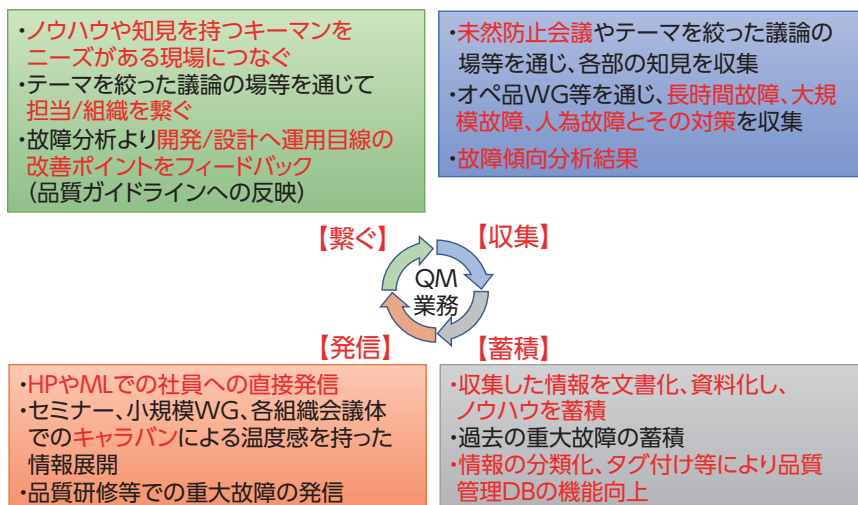 ・ノウハウや知見を持つキーマンを
ニーズがある現場につなぐ
・テーマを絞った議論の場等を通じて
担当/組織を繋ぐ
・故障分析より開発/設計へ運用目線の
改善ポイントをフィードバック
(品質ガイドラインへの反映)
・未然防止会議やテーマを絞った議論の
場等を通じ、各部の知見を収集
・オペ品WG等を通じ、長時間故障、大規
模故障、人為故障とその対策を収集
・故障傾向分析結果
【繋ぐ】
【収集】
QM
業務
【発信】
【蓄積】
・HPやMLでの社員への直接発信
・セミナー、小規模WG、各組織会議体
でのキャラバンによる温度感を持った
情報展開
・品質研修等での重大故障の発信
・収集した情報を文書化、資料化し、
ノウハウを蓄積
・過去の重大故障の蓄積
・情報の分類化、タグ付け等により品質
管理DBの機能向上